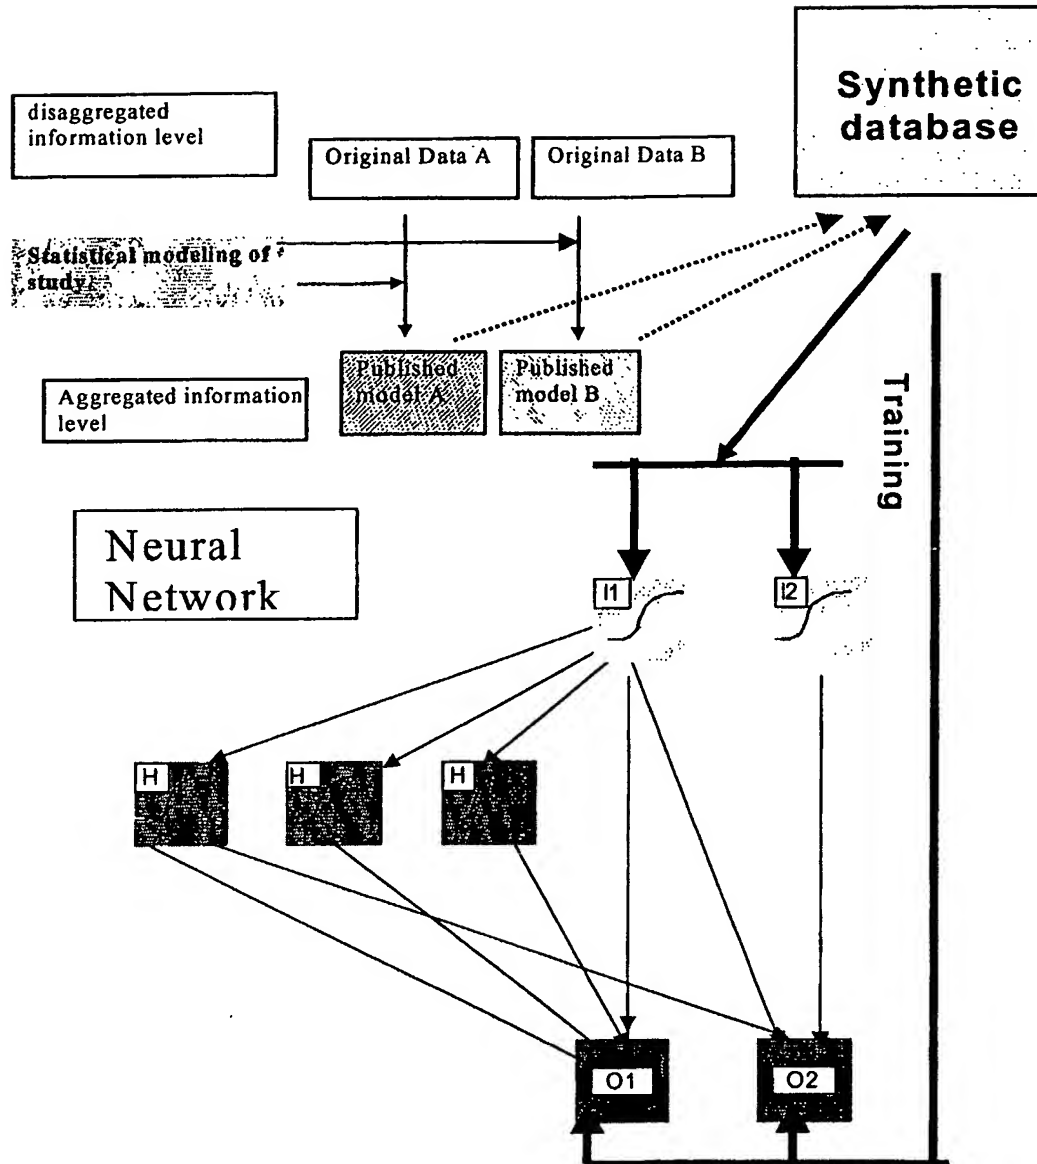 Synthetic
database
disaggregated
information level
Original Data A
Original Data B
Statistical modeling of
study
Published
model A
Published
model B
Aggregated information
level
Training
Neural
Network
I1
I2
H
H
H
O1
O2